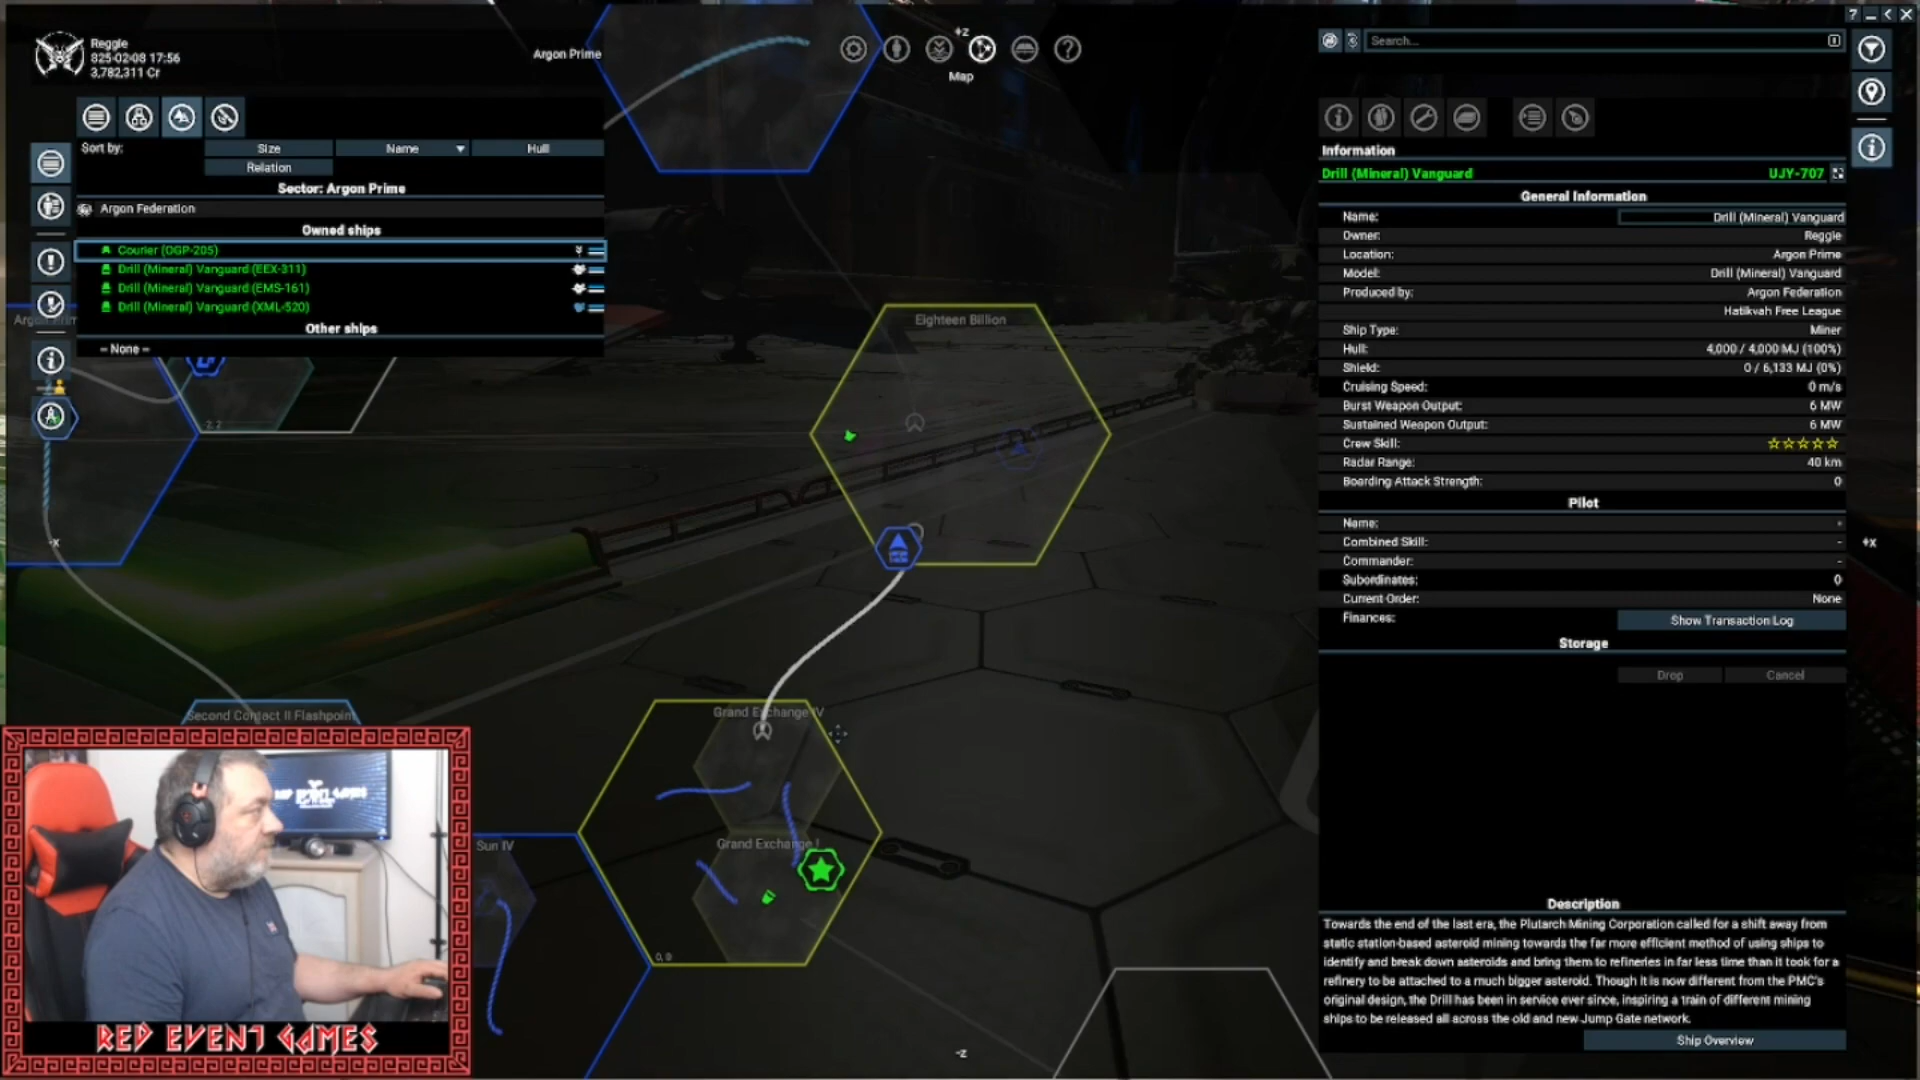 Reggie
825-02-08 17:56
3,782,311 Cr
Argon Prime
+z
Map
Search...
Sort by:
Size
Name
Hull
Relation
Sector: Argon Prime
Argon Federation
Owned ships
Courier (OGP-205)
Drill (Mineral) Vanguard (EEX-311)
Drill (Mineral) Vanguard (EMS-161)
Drill (Mineral) Vanguard (XML-520)
Other ships
-- None --
-2, 2
-x
Eighteen Billion
Second Contact II Flashpoint
Grand Exchange IV
Grand Exchange I
Sun IV
0, 0
-z
+x
Information
Drill (Mineral) Vanguard UJY-707
General Information
Name: Drill (Mineral) Vanguard
Owner: Reggie
Location: Argon Prime
Model: Drill (Mineral) Vanguard
Produced by: Argon Federation
Hatikvah Free League
Ship Type: Miner
Hull: 4,000 / 4,000 MJ (100%)
Shield: 0 / 6,133 MJ (0%)
Cruising Speed: 0 m/s
Burst Weapon Output: 6 MW
Sustained Weapon Output: 6 MW
Crew Skill: ☆☆☆☆☆
Radar Range: 40 km
Boarding Attack Strength: 0
Pilot
Name: -
Combined Skill: -
Commander: -
Subordinates: 0
Current Order: None
Finances: Show Transaction Log
Storage
Drop Cancel
Description
Towards the end of the last era, the Plutarch Mining Corporation called for a shift away from
static station-based asteroid mining towards the far more efficient method of using ships to
identify and break down asteroids and bring them to refineries in far less time than it took for a
refinery to be attached to a much bigger asteroid. Though it is now different from the PMC's
original design, the Drill has been in service ever since, inspiring a train of different mining
ships to be released all across the old and new Jump Gate network.
Ship Overview
RED EVENT GAMES
RED EVENT GAMES